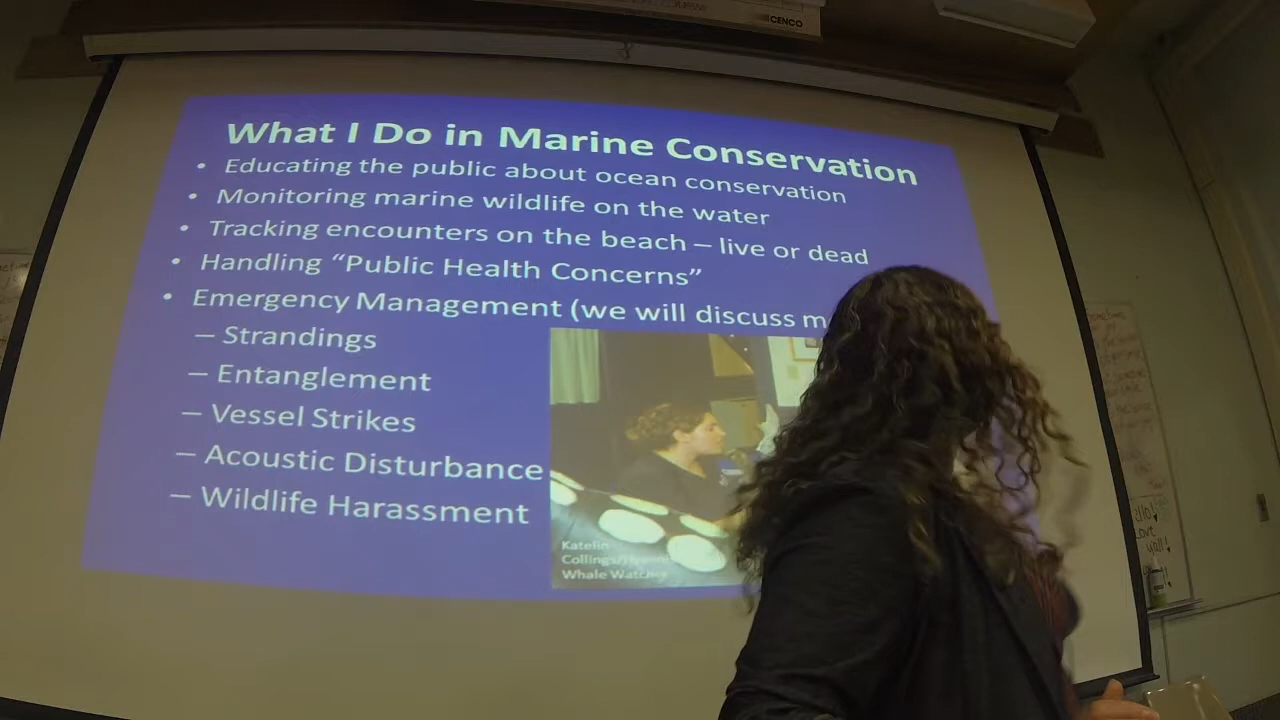 CENCO
What I Do in Marine Conservation
• Educating the public about ocean conservation
• Monitoring marine wildlife on the water
• Tracking encounters on the beach – live or dead
• Handling “Public Health Concerns”
• Emergency Management (we will discuss m
– Strandings
– Entanglement
– Vessel Strikes
– Acoustic Disturbance
– Wildlife Harassment
Katelin
Whale Watch